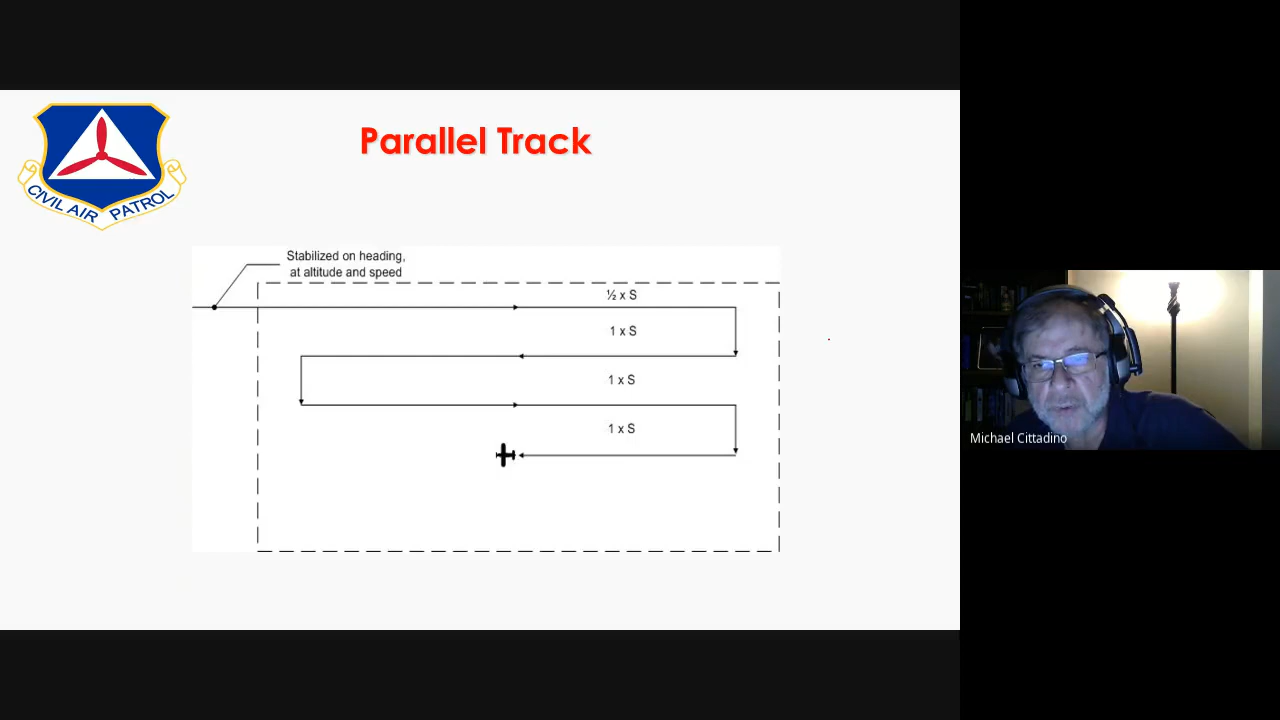 Parallel Track
CIVIL AIR PATROL
Stabilized on heading,
at altitude and speed
½ x S
1 x S
1 x S
1 x S
Michael Cittadino